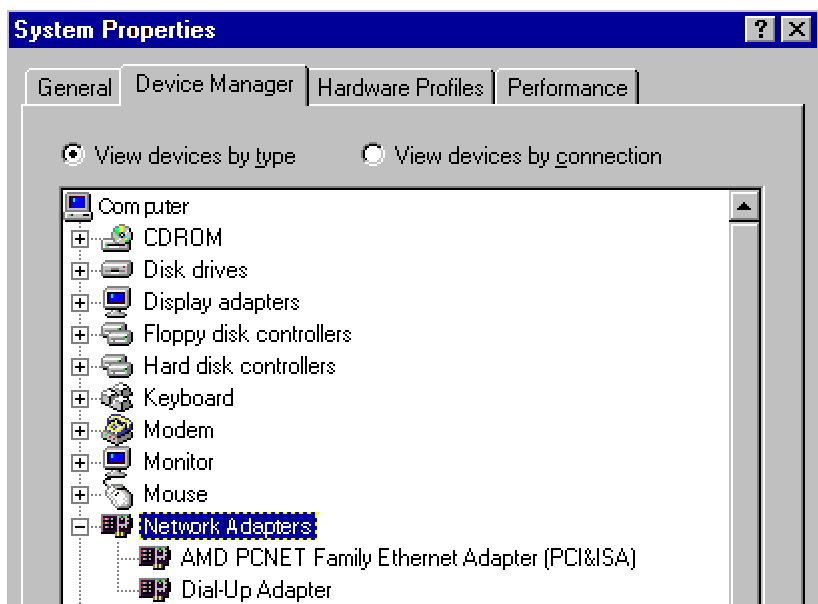 System Properties
General Device Manager Hardware Profiles Performance
View devices by type View devices by connection
Computer
CDROM
Disk drives
Display adapters
Floppy disk controllers
Hard disk controllers
Keyboard
Modem
Monitor
Mouse
Network Adapters
AMD PCNET Family Ethernet Adapter (PCI&ISA)
Dial-Up Adapter